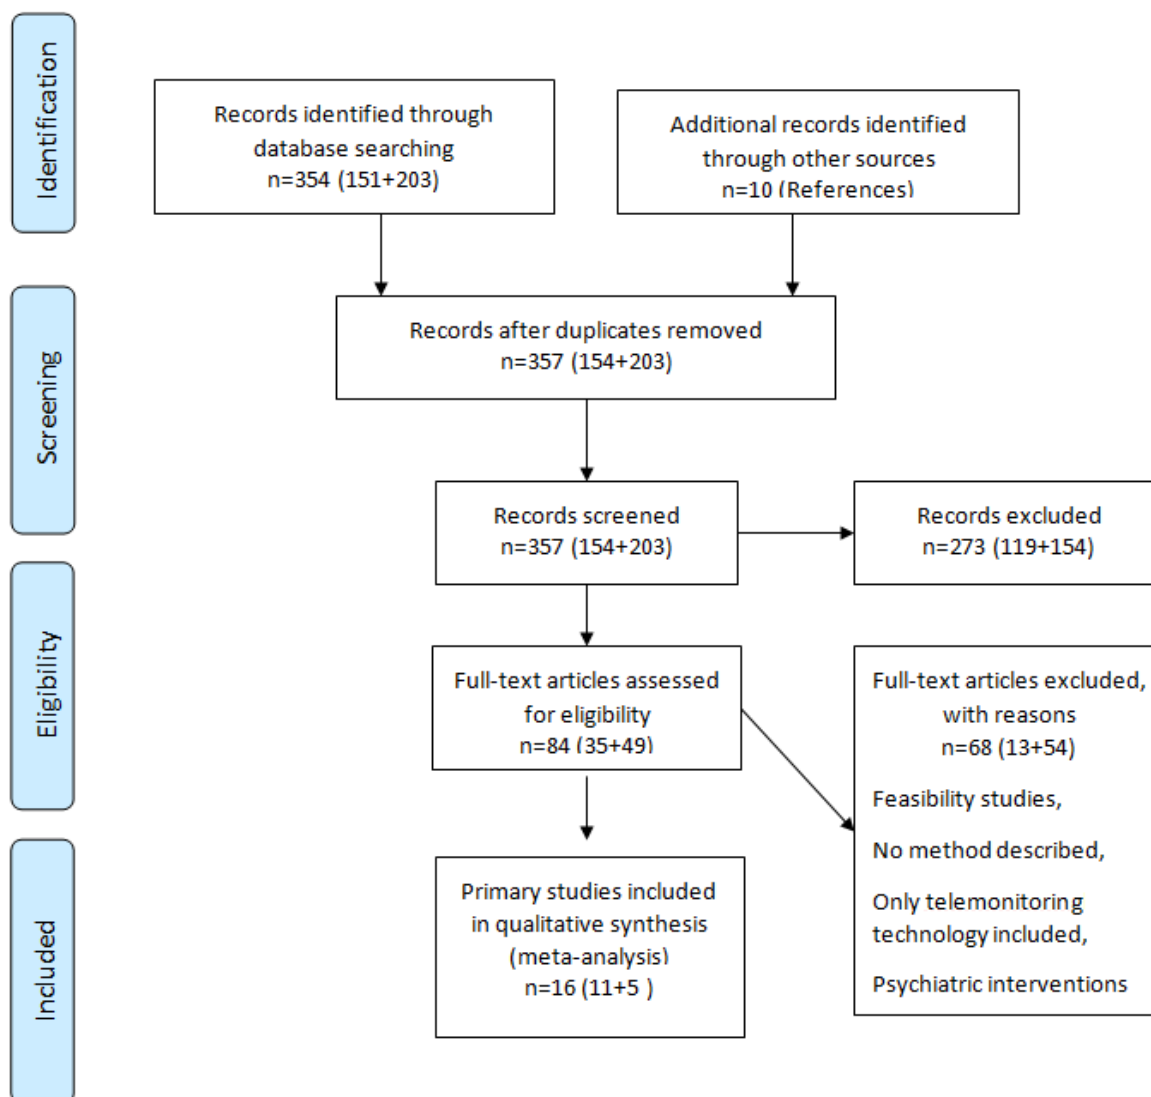 Identification
Records identified through
database searching
n=354 (151+203)
Additional records identified
through other sources
n=10 (References)
Screening
Records after duplicates removed
n=357 (154+203)
Records screened
n=357 (154+203)
Records excluded
n=273 (119+154)
Eligibility
Full-text articles assessed
for eligibility
n=84 (35+49)
Full-text articles excluded,
with reasons
n=68 (13+54)
Feasibility studies,
No method described,
Only telemonitoring
technology included,
Psychiatric interventions
Included
Primary studies included
in qualitative synthesis
(meta-analysis)
n=16 (11+5 )